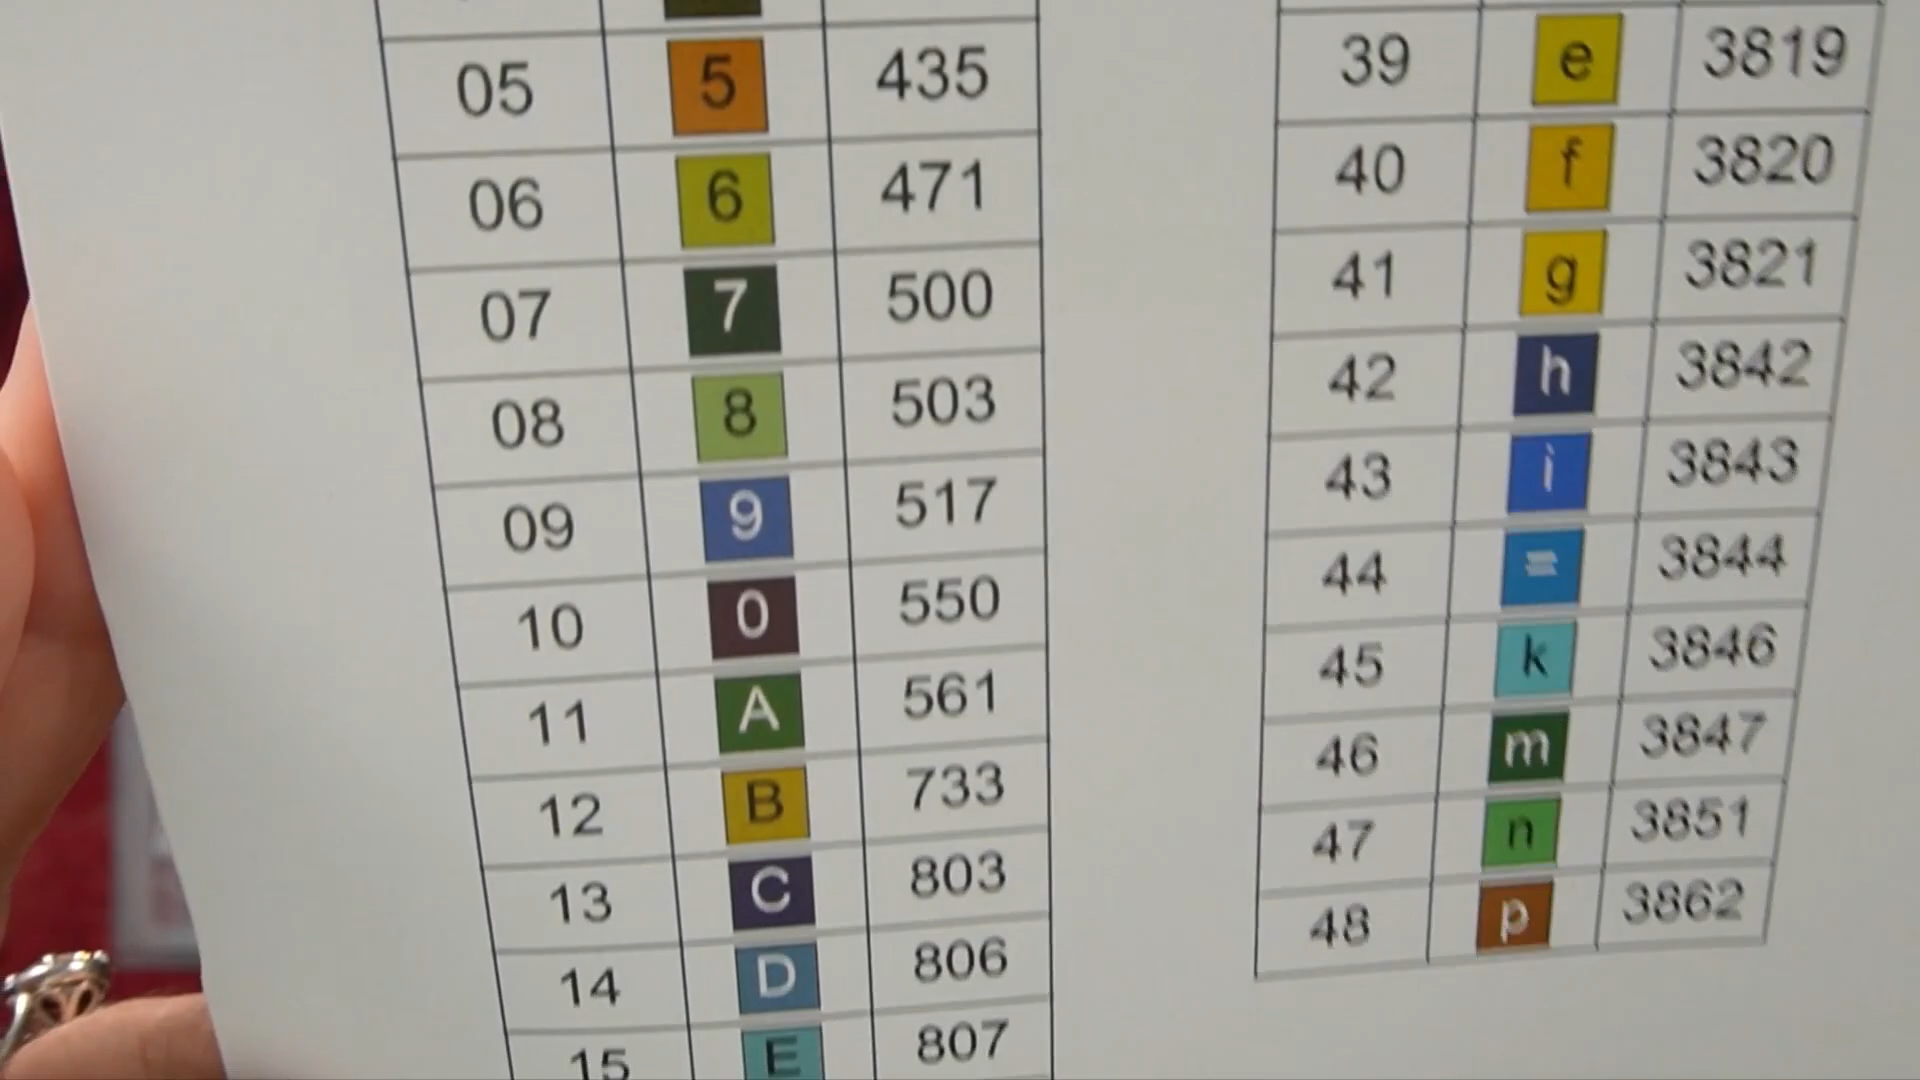 05 5 435
06 6 471
07 7 500
08 8 503
09 9 517
10 0 550
11 A 561
12 B 733
13 C 803
14 D 806
15 E 807
39 e 3819
40 f 3820
41 g 3821
42 h 3842
43 i 3843
44 = 3844
45 k 3846
46 m 3847
47 n 3851
48 p 3862